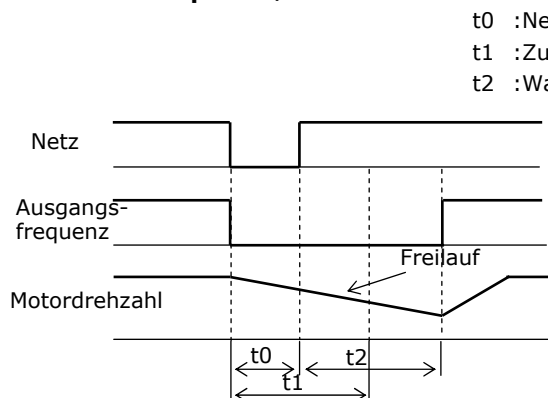 t0 :Ne
t1 :Zu
t2 :Wa
Netz
Ausgangs-
frequenz
Freilauf
Motordrehzahl
t0
t2
t1